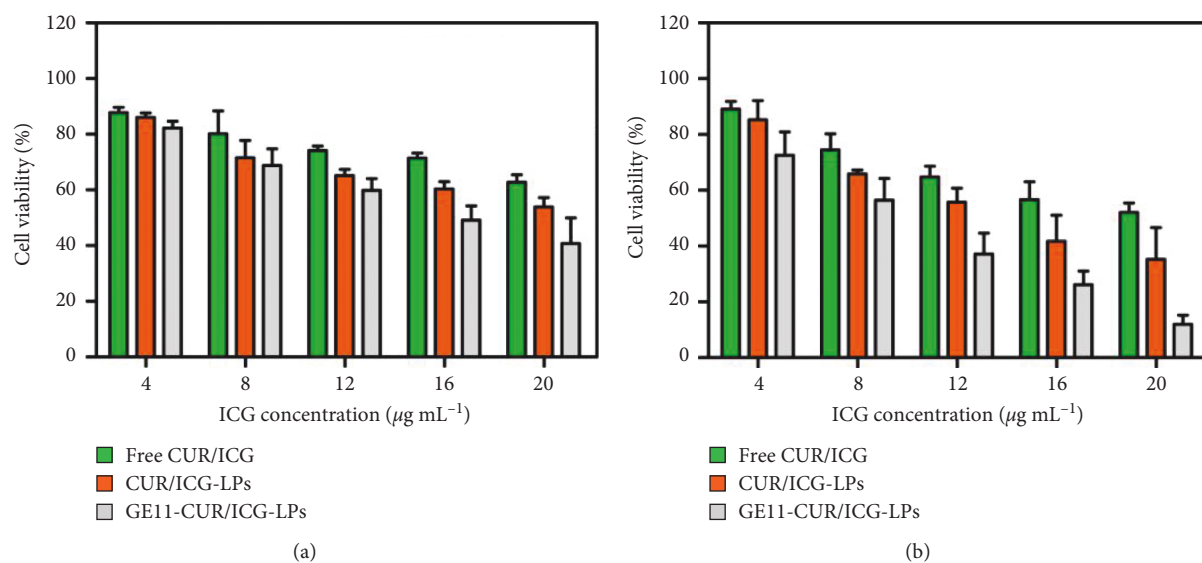 120
100
80
60
40
20
0
Cell viability (%)
4 8 12 16 20
ICG concentration (μg mL⁻¹)
Free CUR/ICG
CUR/ICG-LPs
GE11-CUR/ICG-LPs
(a)
120
100
80
60
40
20
0
Cell viability (%)
4 8 12 16 20
ICG concentration (μg mL⁻¹)
Free CUR/ICG
CUR/ICG-LPs
GE11-CUR/ICG-LPs
(b)